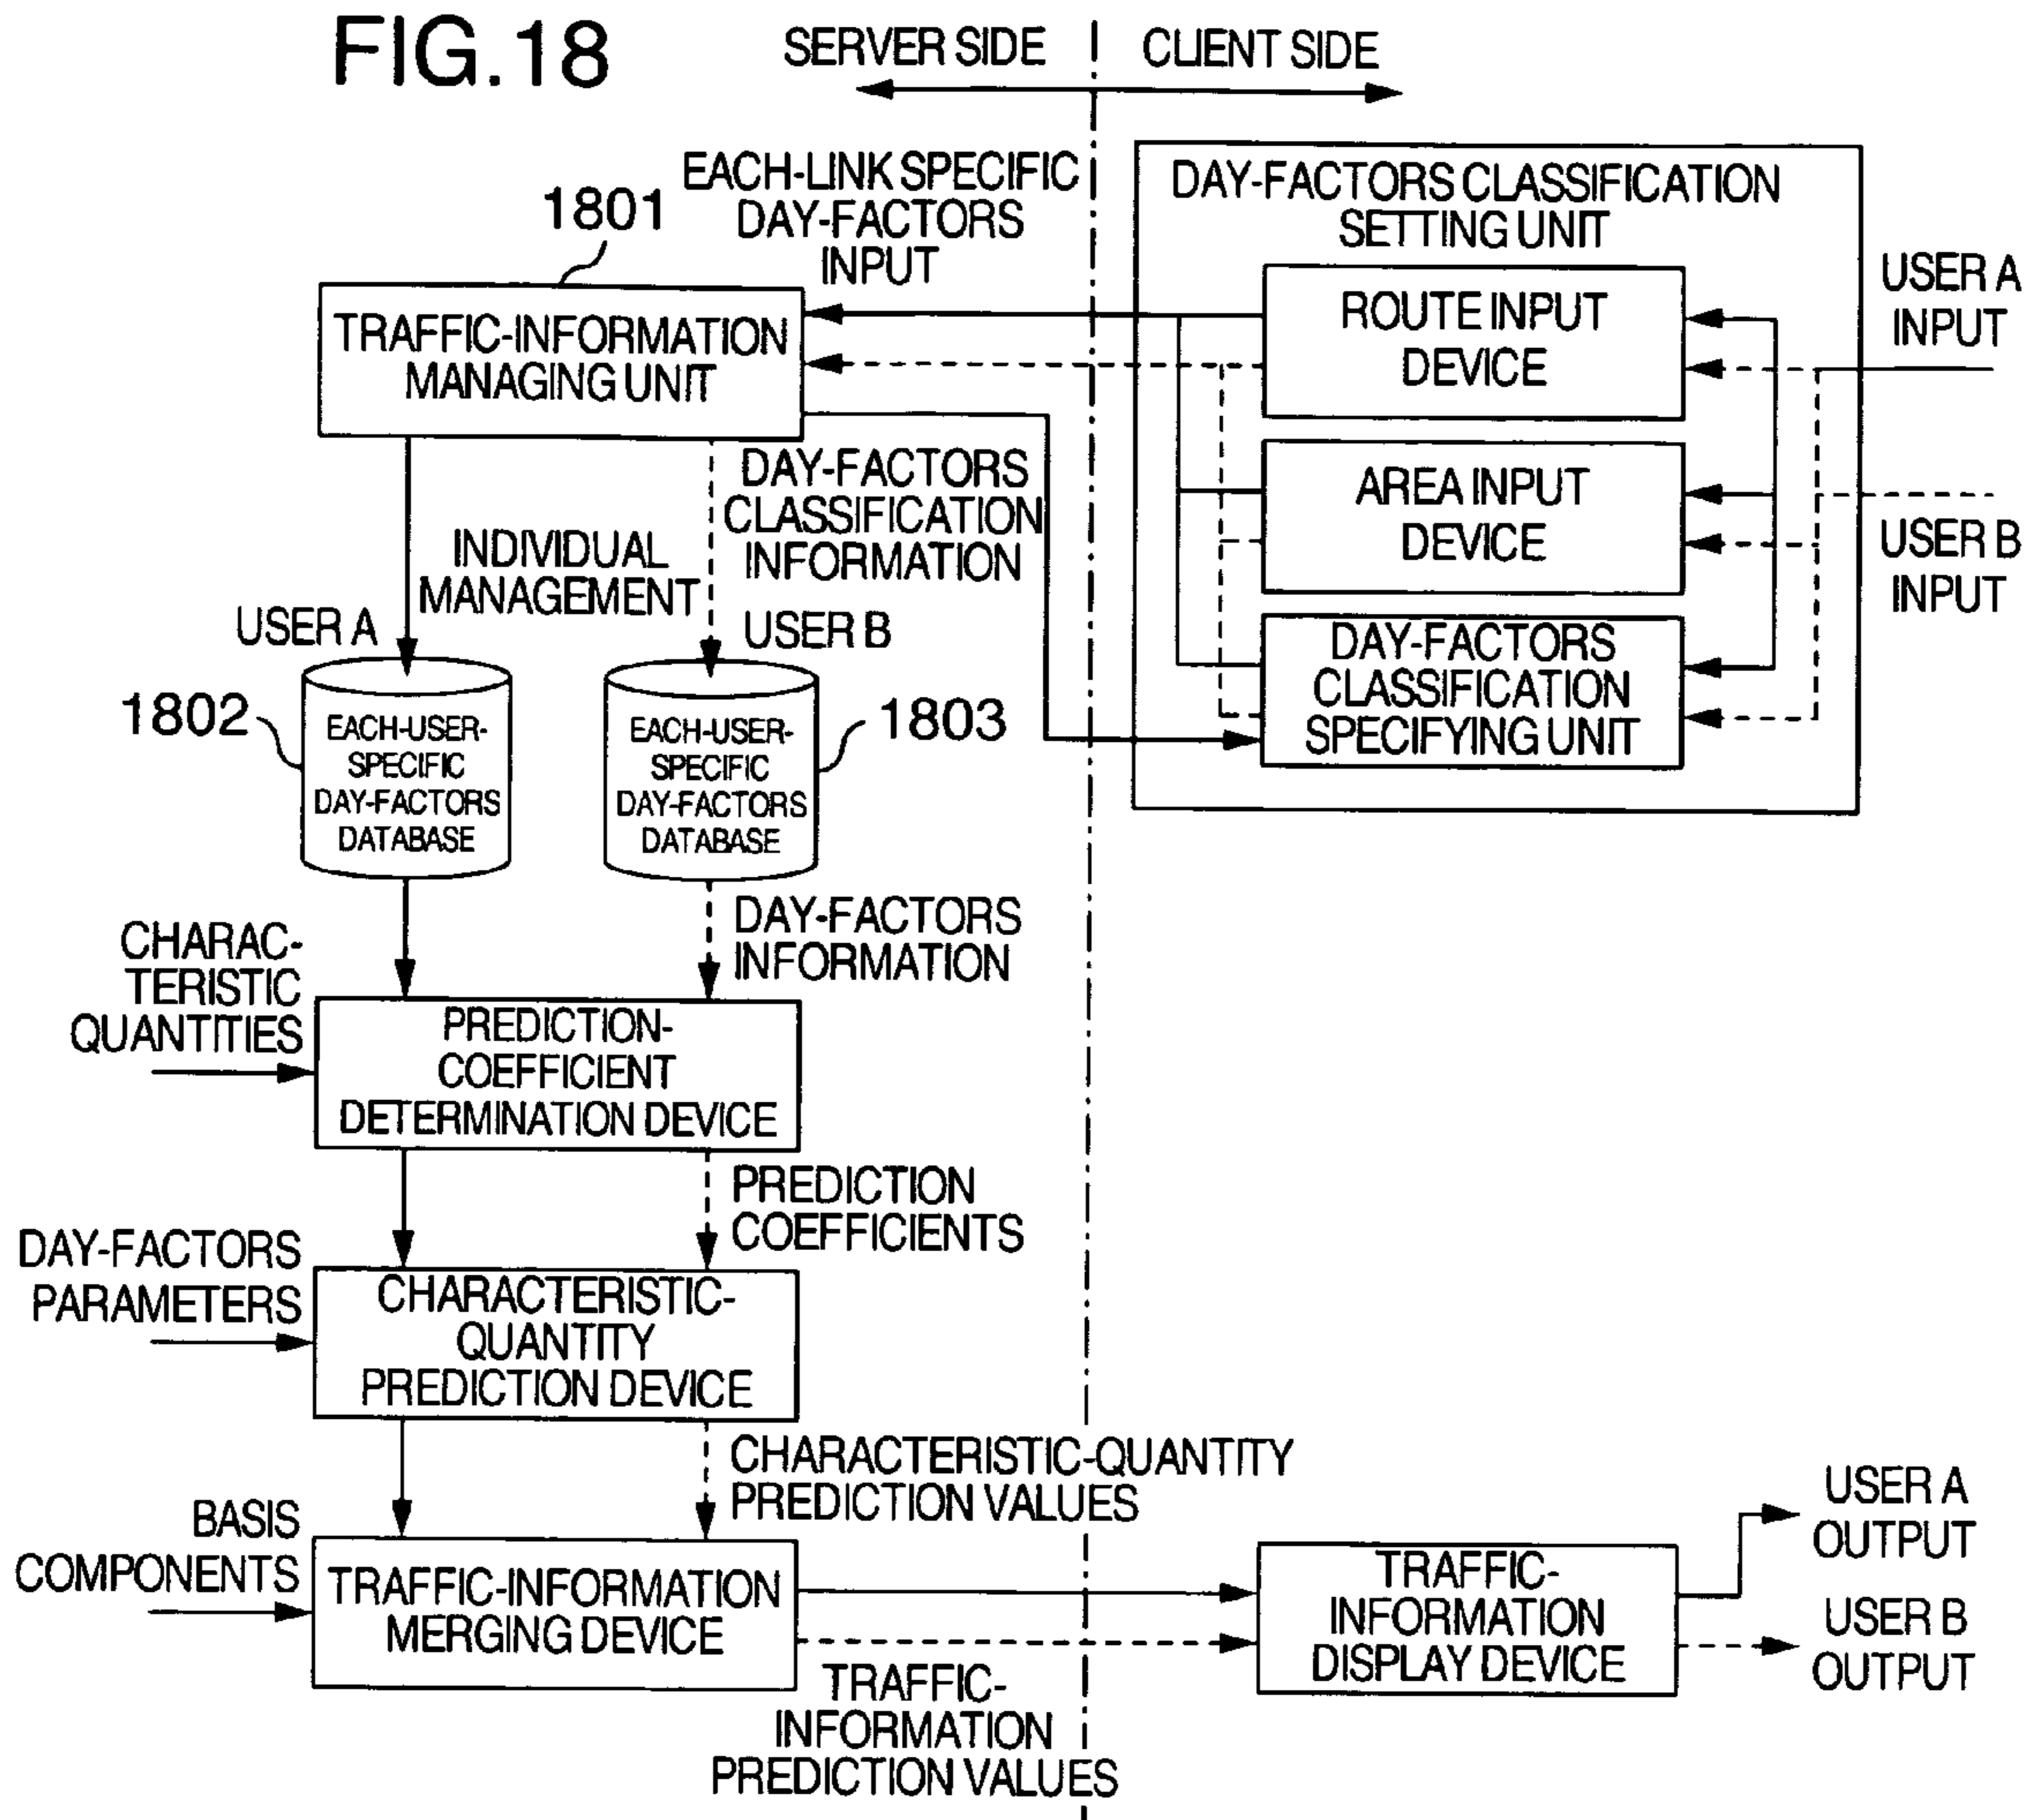 FIG.18
SERVER SIDE
CLIENT SIDE
EACH-LINK SPECIFIC
DAY-FACTORS
INPUT
1801
TRAFFIC-INFORMATION
MANAGING UNIT
DAY-FACTORS CLASSIFICATION
SETTING UNIT
ROUTE INPUT
DEVICE
AREA INPUT
DEVICE
DAY-FACTORS
CLASSIFICATION
SPECIFYING UNIT
USER A
INPUT
USER B
INPUT
DAY-FACTORS
CLASSIFICATION
INFORMATION
INDIVIDUAL
MANAGEMENT
USER A
USER B
1802
EACH-USER-
SPECIFIC
DAY-FACTORS
DATABASE
EACH-USER-
SPECIFIC
DAY-FACTORS
DATABASE
1803
DAY-FACTORS
INFORMATION
CHARAC-
TERISTIC
QUANTITIES
PREDICTION-
COEFFICIENT
DETERMINATION DEVICE
PREDICTION
COEFFICIENTS
DAY-FACTORS
PARAMETERS
CHARACTERISTIC-
QUANTITY
PREDICTION DEVICE
CHARACTERISTIC-QUANTITY
PREDICTION VALUES
BASIS
COMPONENTS
TRAFFIC-INFORMATION
MERGING DEVICE
TRAFFIC-
INFORMATION
PREDICTION VALUES
TRAFFIC-
INFORMATION
DISPLAY DEVICE
USER A
OUTPUT
USER B
OUTPUT